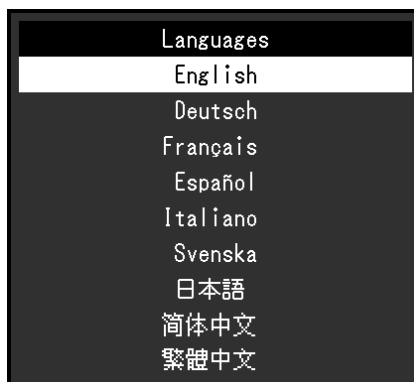 Languages
English
Deutsch
Français
Español
Italiano
Svenska
日本語
简体中文
繁體中文